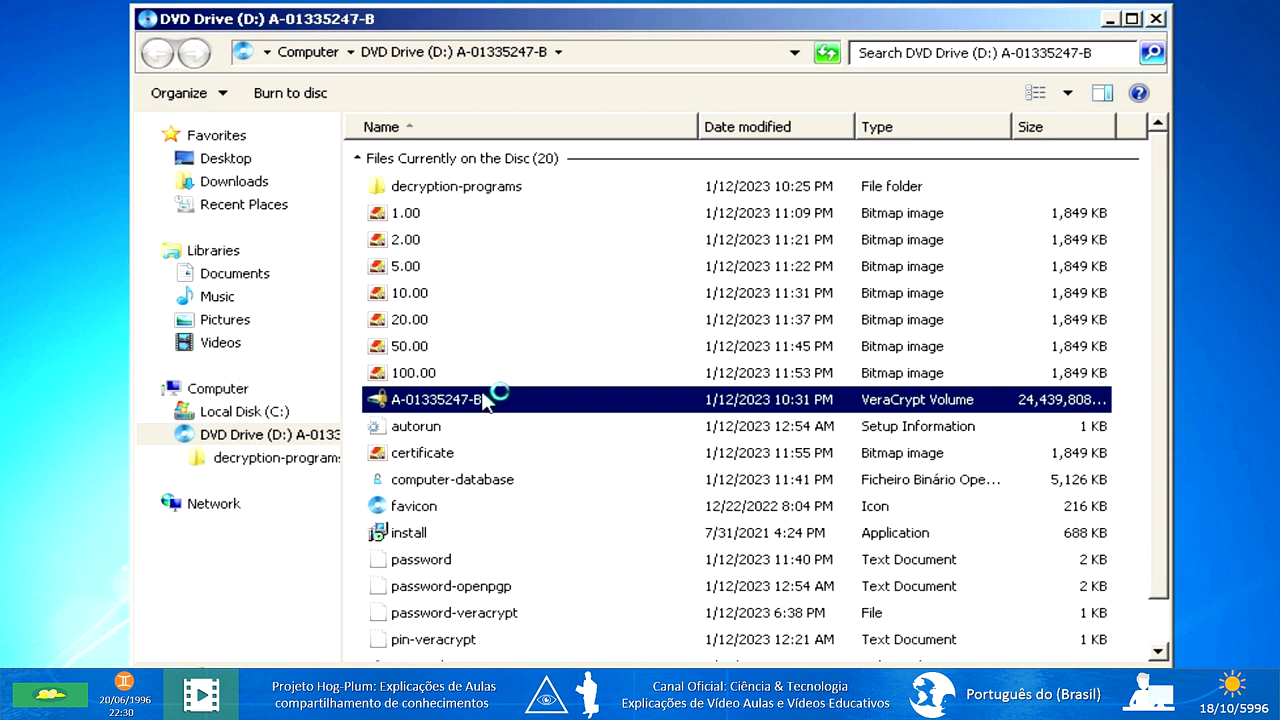 DVD Drive (D:) A-01335247-B
Computer DVD Drive (D:) A-01335247-B
Search DVD Drive (D:) A-01335247-B
Organize Burn to disc
Name Date modified Type Size
Favorites
Desktop
Downloads
Recent Places
Libraries
Documents
Music
Pictures
Videos
Computer
Local Disk (C:)
DVD Drive (D:) A-0133
decryption-program
Network
Files Currently on the Disc (20)
decryption-programs 1/12/2023 10:25 PM File folder
1.00 1/12/2023 11:09 PM Bitmap image 1,849 KB
2.00 1/12/2023 11:21 PM Bitmap image 1,849 KB
5.00 1/12/2023 11:22 PM Bitmap image 1,849 KB
10.00 1/12/2023 11:31 PM Bitmap image 1,849 KB
20.00 1/12/2023 11:37 PM Bitmap image 1,849 KB
50.00 1/12/2023 11:45 PM Bitmap image 1,849 KB
100.00 1/12/2023 11:53 PM Bitmap image 1,849 KB
A-01335247-B 1/12/2023 10:31 PM VeraCrypt Volume 24,439,808...
autorun 1/12/2023 12:54 AM Setup Information 1 KB
certificate 1/12/2023 11:55 PM Bitmap image 1,849 KB
computer-database 1/12/2023 11:41 PM Ficheiro Binário Ope... 5,126 KB
favicon 12/22/2022 8:04 PM Icon 216 KB
install 7/31/2021 4:24 PM Application 688 KB
password 1/12/2023 11:40 PM Text Document 2 KB
password-openpgp 1/12/2023 12:54 AM Text Document 1 KB
password-veracrypt 1/12/2023 6:38 PM File 1 KB
pin-veracrypt 1/12/2023 12:21 AM Text Document 1 KB
20/06/1996
22:30
Projeto Hog-Plum: Explicações de Aulas
compartilhamento de conhecimentos
Canal Oficial: Ciência & Tecnologia
Explicações de Vídeo Aulas e Vídeos Educativos
Português do (Brasil)
18/10/5996